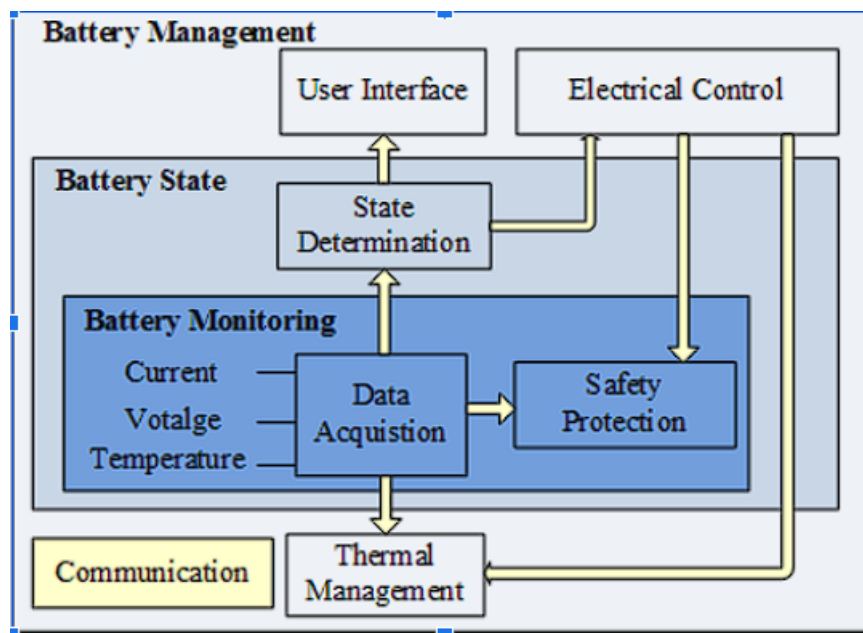 Battery Management
User Interface
Electrical Control
Battery State
State
Determination
Battery Monitoring
Current
Votalge
Temperature
Data
Acquistion
Safety
Protection
Communication
Thermal
Management